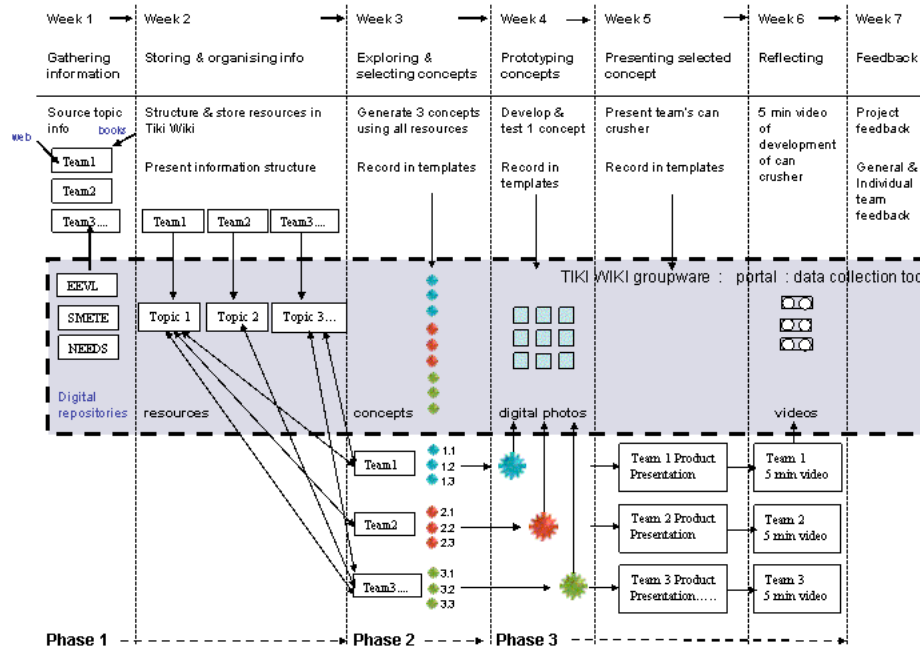 Week 1
Week 2
Week 3
Week 4
Week 5
Week 6
Week 7
Gathering
information
Storing & organising info
Exploring &
selecting concepts
Prototyping
concepts
Presenting selected
concept
Reflecting
Feedback
Source topic
info
web
books
Team1
Team2
Team3....
Structure & store resources in
Tiki Wiki
Present information structure
Team1
Team2
Team3....
Generate 3 concepts
using all resources
Record in templates
Develop &
test 1 concept
Record in
templates
Present team's can
crusher
Record in templates
5 min video
of
development
of can
crusher
Project
feedback
General &
Individual
team
feedback
TIKI WIKI groupware : portal : data collection tool
EEVL
SMETE
NEEDS
Digital
repositories
Topic 1
Topic 2
Topic 3...
resources
concepts
digital photos
videos
Team1
1.1
1.2
1.3
Team 1 Product
Presentation
Team 1
5 min video
Team2
2.1
2.2
2.3
Team 2 Product
Presentation
Team 2
5 min video
Team3....
3.1
3.2
3.3
Team 3 Product
Presentation.....
Team 3
5 min video
Phase 1
Phase 2
Phase 3